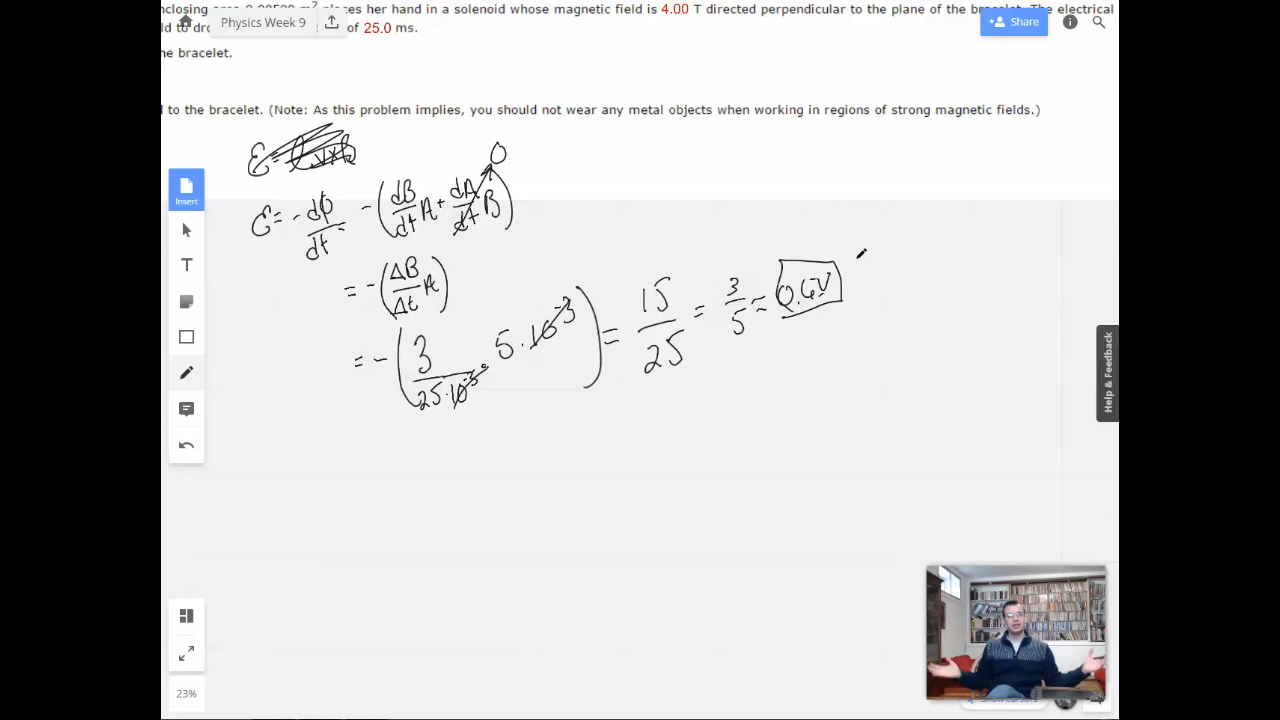 nclosing area 0.00500 m² places her hand in a solenoid whose magnetic field is 4.00 T directed perpendicular to the plane of the bracelet. The electrical
Physics Week 9
Share
ld to dro of 25.0 ms.
he bracelet.
l to the bracelet. (Note: As this problem implies, you should not wear any metal objects when working in regions of strong magnetic fields.)
ℰ =
0
ℰ = - dΦ/dt = - (dB/dt A + dA/dt B)
= - (ΔB/Δt A)
= - (3/25·10⁻³ 5·10⁻³) = 15/25 = 3/5 = 0.6V
Insert
T
Help & Feedback
23%
Show cursors